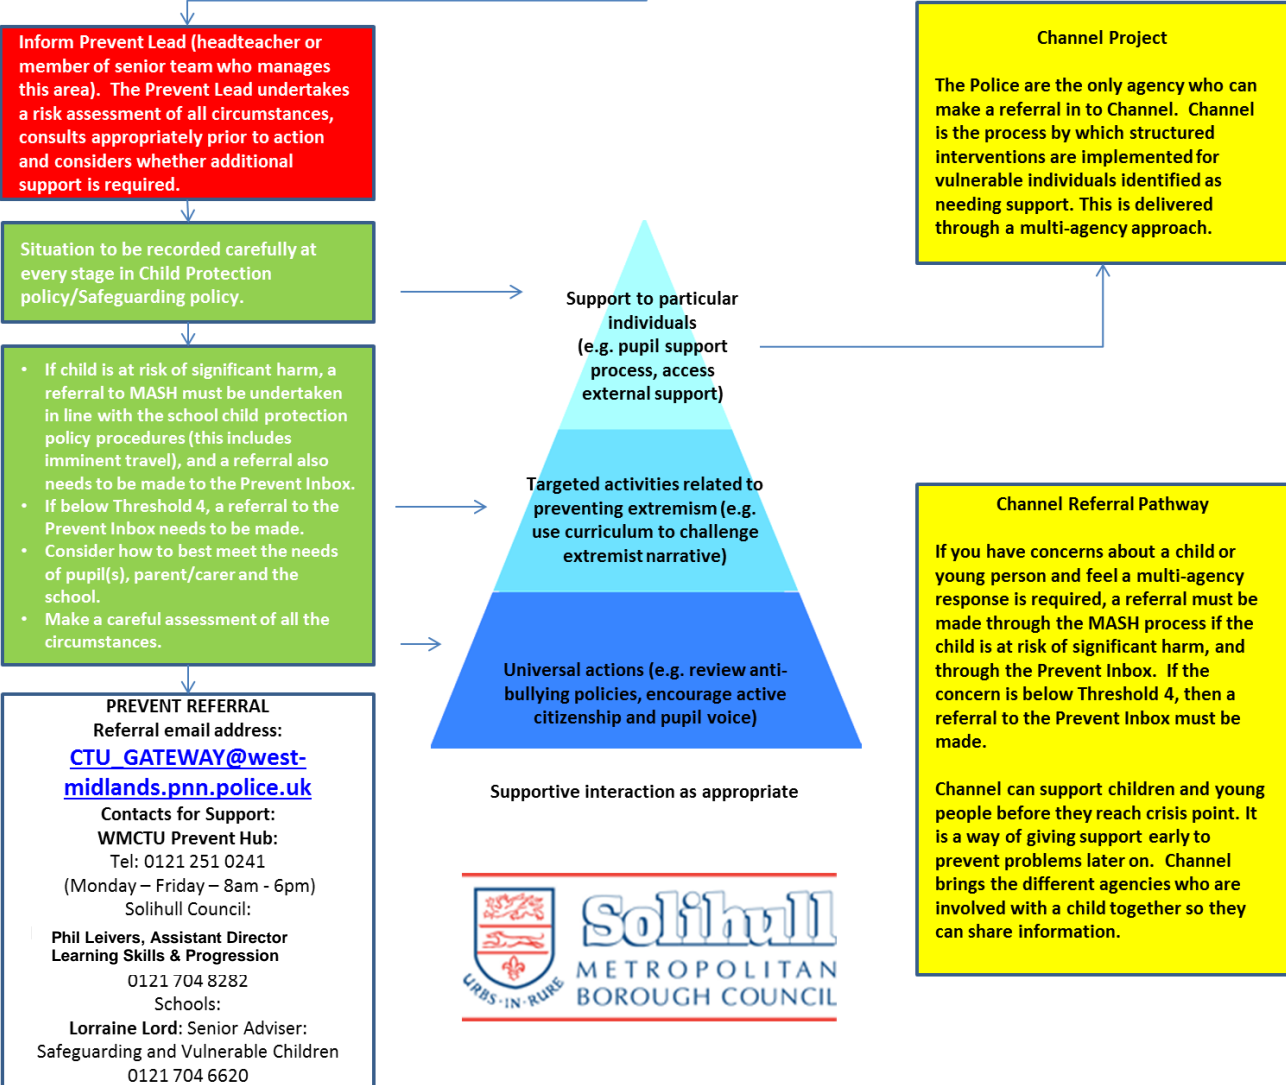 Inform Prevent Lead (headteacher or
member of senior team who manages
this area).  The Prevent Lead undertakes
a risk assessment of all circumstances,
consults appropriately prior to action
and considers whether additional
support is required.
Situation to be recorded carefully at
every stage in Child Protection
policy/Safeguarding policy.
• If child is at risk of significant harm, a
referral to MASH must be undertaken
in line with the school child protection
policy procedures (this includes
imminent travel), and a referral also
needs to be made to the Prevent Inbox.
• If below Threshold 4, a referral to the
Prevent Inbox needs to be made.
• Consider how to best meet the needs
of pupil(s), parent/carer and the
school.
• Make a careful assessment of all the
circumstances.
PREVENT REFERRAL
Referral email address:
CTU_GATEWAY@west-
midlands.pnn.police.uk
Contacts for Support:
WMCTU Prevent Hub:
Tel: 0121 251 0241
(Monday – Friday – 8am - 6pm)
Solihull Council:
Phil Leivers, Assistant Director
Learning Skills & Progression
0121 704 8282
Schools:
Lorraine Lord: Senior Adviser:
Safeguarding and Vulnerable Children
0121 704 6620
Support to particular
individuals
(e.g. pupil support
process, access
external support)
Targeted activities related to
preventing extremism (e.g.
use curriculum to challenge
extremist narrative)
Universal actions (e.g. review anti-
bullying policies, encourage active
citizenship and pupil voice)
Supportive interaction as appropriate
Solihull
METROPOLITAN
BOROUGH COUNCIL
URBS-IN-RURE
Channel Project
The Police are the only agency who can
make a referral in to Channel.  Channel
is the process by which structured
interventions are implemented for
vulnerable individuals identified as
needing support. This is delivered
through a multi-agency approach.
Channel Referral Pathway
If you have concerns about a child or
young person and feel a multi-agency
response is required, a referral must be
made through the MASH process if the
child is at risk of significant harm, and
through the Prevent Inbox.  If the
concern is below Threshold 4, then a
referral to the Prevent Inbox must be
made.
Channel can support children and young
people before they reach crisis point. It
is a way of giving support early to
prevent problems later on.  Channel
brings the different agencies who are
involved with a child together so they
can share information.